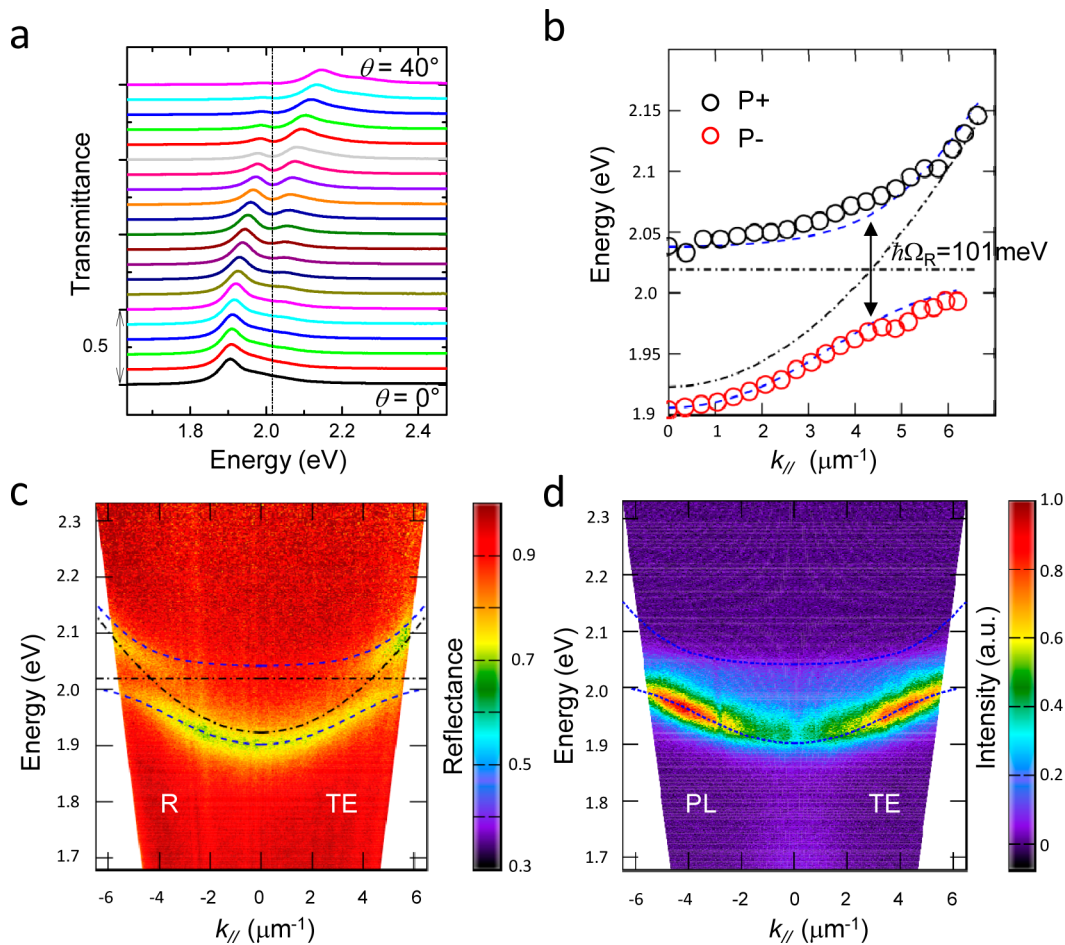 a
θ = 40°
Transmittance
0.5
θ = 0°
1.8 2.0 2.2 2.4
Energy (eV)
b
P+
P-
2.15
2.1
2.05
2.0
1.95
1.9
Energy (eV)
ℏΩ_R=101meV
0 1 2 3 4 5 6
k_// (μm⁻¹)
c
2.3
2.2
2.1
2.0
1.9
1.8
1.7
Energy (eV)
R TE
-6 -4 -2 0 2 4 6
k_// (μm⁻¹)
0.9
0.7
0.5
0.3
Reflectance
d
2.3
2.2
2.1
2.0
1.9
1.8
1.7
Energy (eV)
PL TE
-6 -4 -2 0 2 4 6
k_// (μm⁻¹)
1.0
0.8
0.6
0.4
0.2
0
Intensity (a.u.)